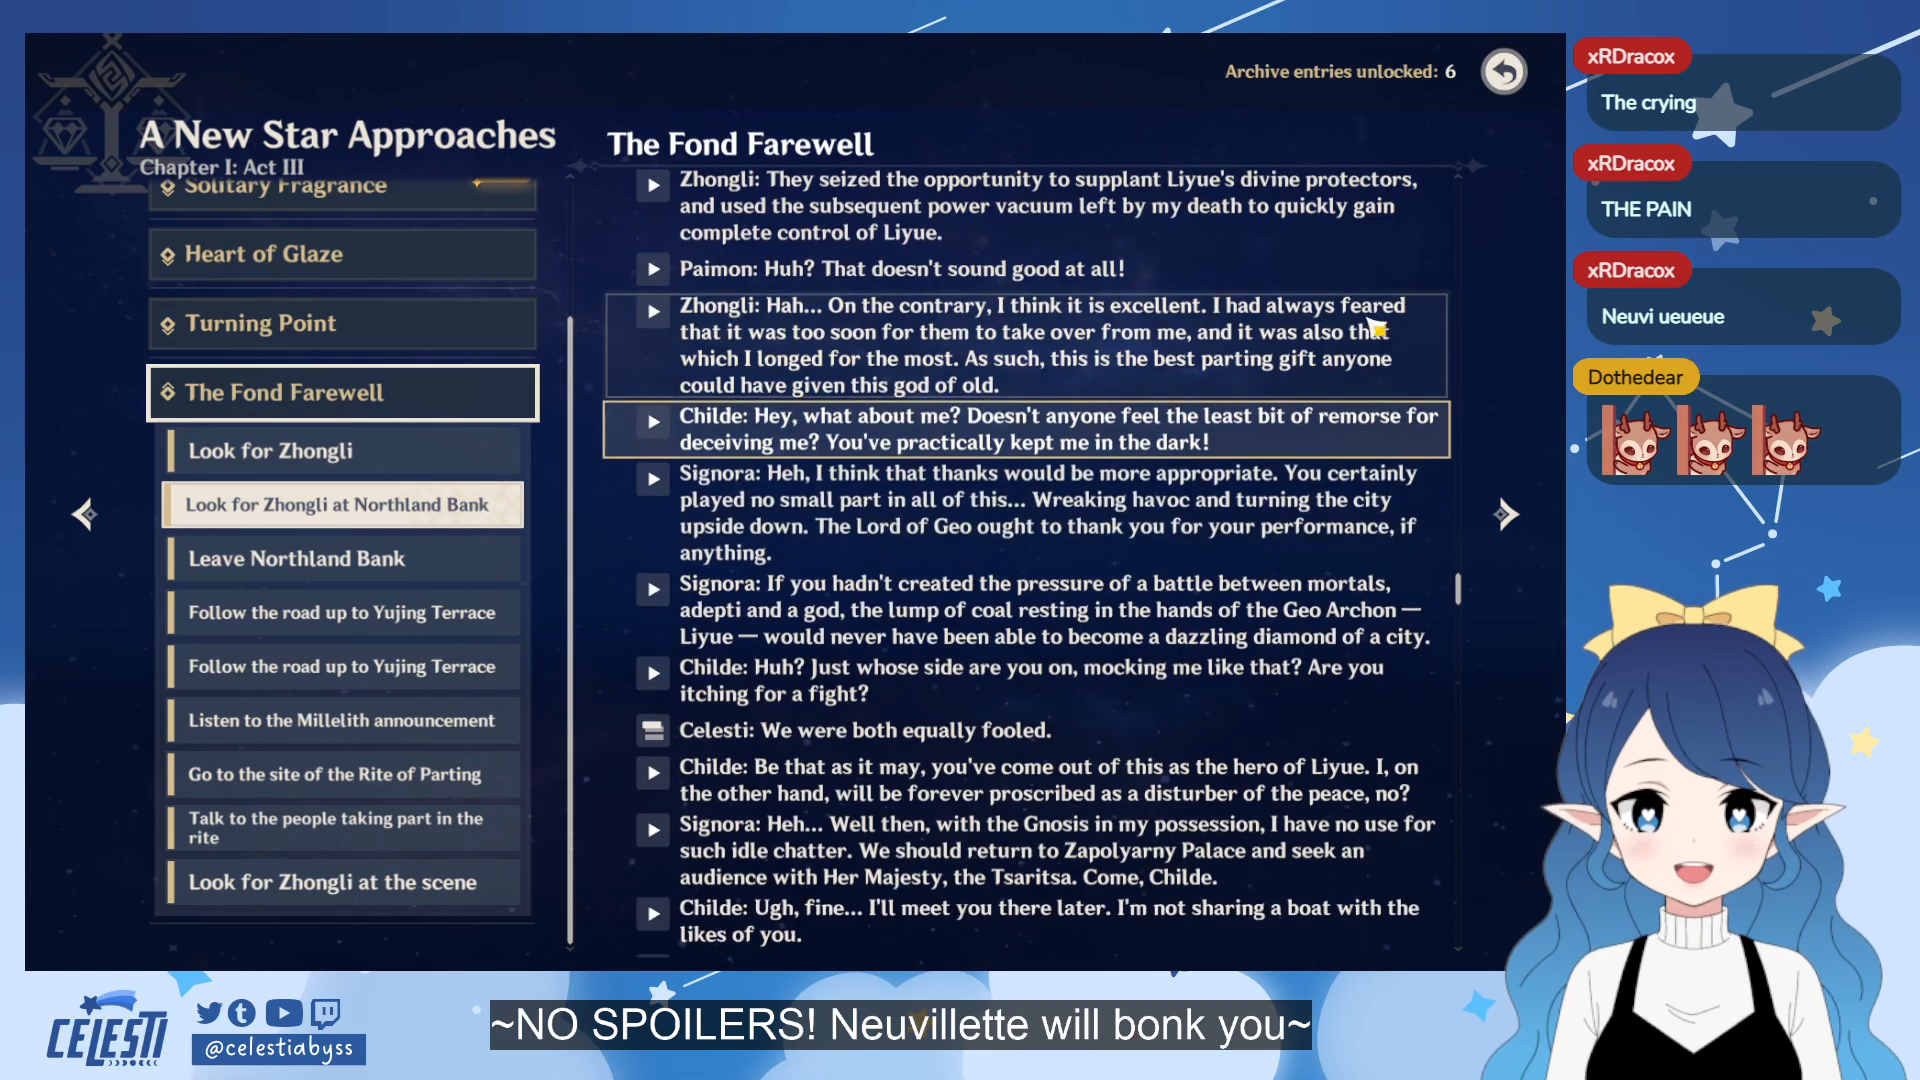 Archive entries unlocked: 6
A New Star Approaches
Chapter I: Act III
Solitary Fragrance
Heart of Glaze
Turning Point
The Fond Farewell
Look for Zhongli
Look for Zhongli at Northland Bank
Leave Northland Bank
Follow the road up to Yujing Terrace
Follow the road up to Yujing Terrace
Listen to the Millelith announcement
Go to the site of the Rite of Parting
Talk to the people taking part in the
rite
Look for Zhongli at the scene
The Fond Farewell
Zhongli: They seized the opportunity to supplant Liyue's divine protectors,
and used the subsequent power vacuum left by my death to quickly gain
complete control of Liyue.
Paimon: Huh? That doesn't sound good at all!
Zhongli: Hah... On the contrary, I think it is excellent. I had always feared
that it was too soon for them to take over from me, and it was also that
which I longed for the most. As such, this is the best parting gift anyone
could have given this god of old.
Childe: Hey, what about me? Doesn't anyone feel the least bit of remorse for
deceiving me? You've practically kept me in the dark!
Signora: Heh, I think that thanks would be more appropriate. You certainly
played no small part in all of this... Wreaking havoc and turning the city
upside down. The Lord of Geo ought to thank you for your performance, if
anything.
Signora: If you hadn't created the pressure of a battle between mortals,
adepti and a god, the lump of coal resting in the hands of the Geo Archon —
Liyue — would never have been able to become a dazzling diamond of a city.
Childe: Huh? Just whose side are you on, mocking me like that? Are you
itching for a fight?
Celesti: We were both equally fooled.
Childe: Be that as it may, you've come out of this as the hero of Liyue. I, on
the other hand, will be forever proscribed as a disturber of the peace, no?
Signora: Heh... Well then, with the Gnosis in my possession, I have no use for
such idle chatter. We should return to Zapolyarny Palace and seek an
audience with Her Majesty, the Tsaritsa. Come, Childe.
Childe: Ugh, fine... I'll meet you there later. I'm not sharing a boat with the
likes of you.
xRDracox
The crying
xRDracox
THE PAIN
xRDracox
Neuvi ueueue
Dothedear
CELESTI
@celestiabyss
~NO SPOILERS! Neuvillette will bonk you~